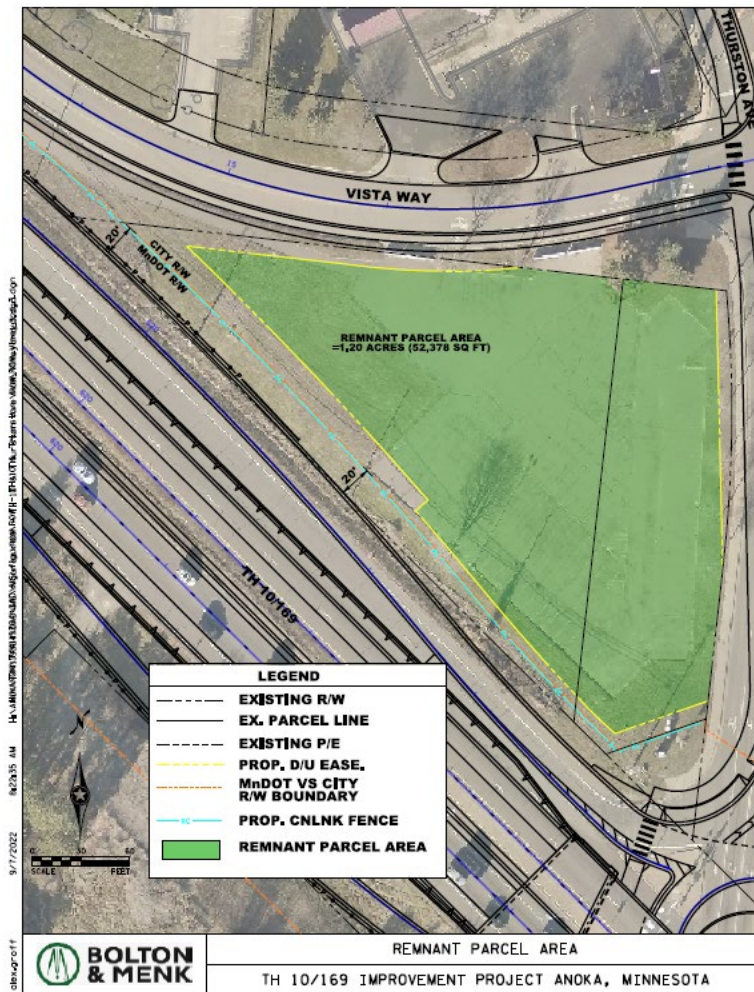 THURSTON
15
VISTA WAY
20'
CITY R/W
MnDOT R/W
REMNANT PARCEL AREA
=1.20 ACRES (52,378 SQ FT)
20'
TH 10/169
LEGEND
EXISTING R/W
EX. PARCEL LINE
EXISTING P/E
PROP. D/U EASE.
MnDOT VS CITY
R/W BOUNDARY
PROP. CNLNK FENCE
REMNANT PARCEL AREA
N
0
SCALE FEET
9/7/2022
BOLTON
& MENK
REMNANT PARCEL AREA
TH 10/169 IMPROVEMENT PROJECT ANOKA, MINNESOTA